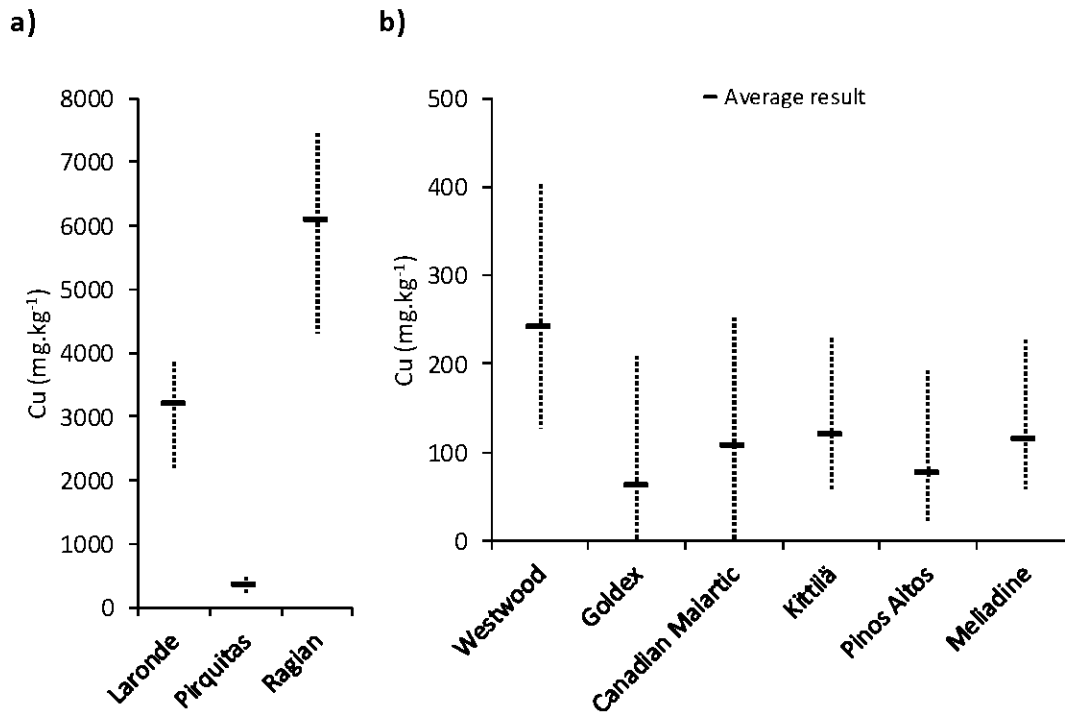 a)
8000
7000
6000
5000
4000
3000
2000
1000
0
Cu (mg.kg⁻¹)
Laronde
Pirquitas
Raglan
b)
Average result
500
400
300
200
100
0
Cu (mg.kg⁻¹)
Westwood
Goldex
Canadian Malartic
Kittilä
Pinos Altos
Meliadine